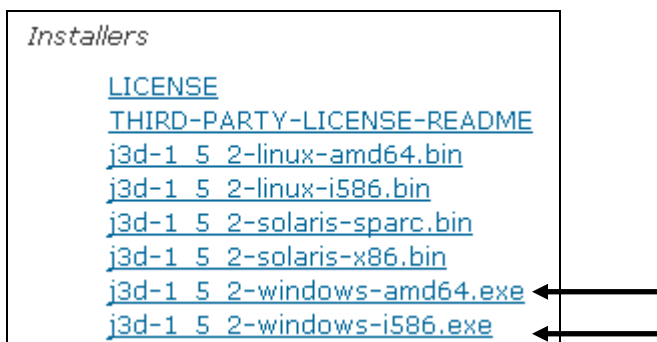 Installers
LICENSE
THIRD-PARTY-LICENSE-README
j3d-1_5_2-linux-amd64.bin
j3d-1_5_2-linux-i586.bin
j3d-1_5_2-solaris-sparc.bin
j3d-1_5_2-solaris-x86.bin
j3d-1_5_2-windows-amd64.exe
j3d-1_5_2-windows-i586.exe